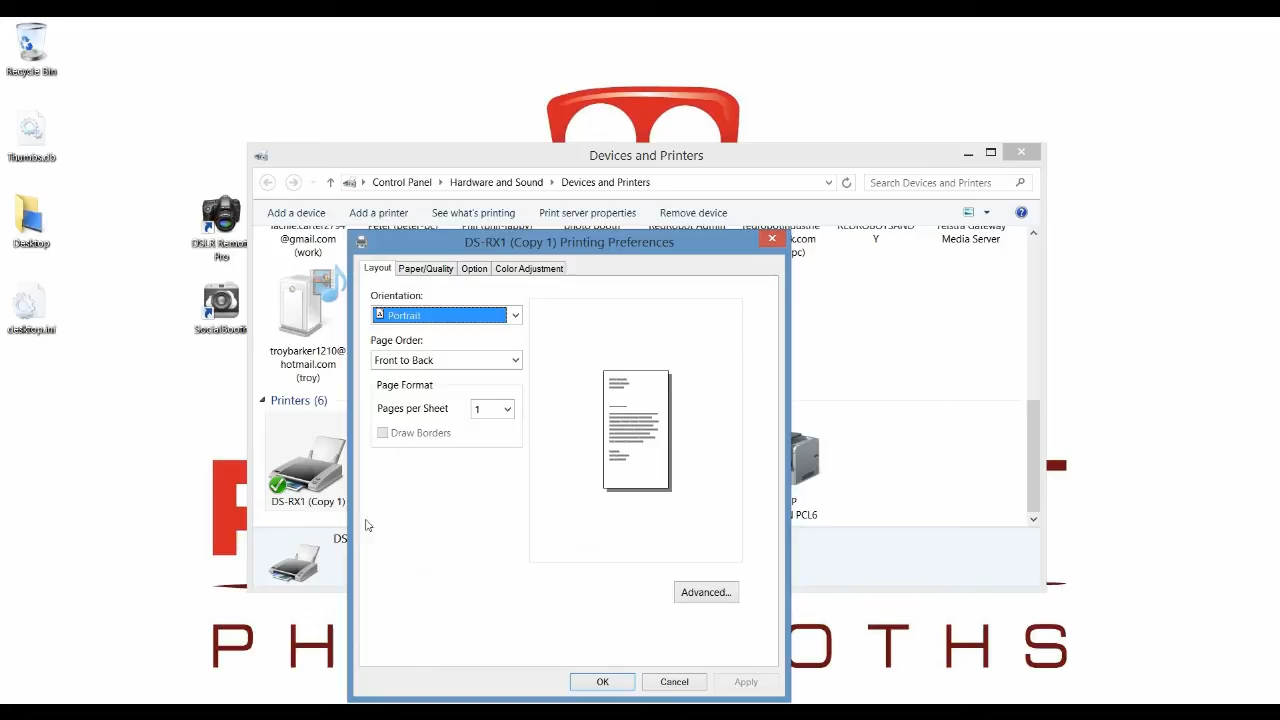 Recycle Bin
Thumbs.db
Desktop
desktop.ini
DSLR Remote
Pro
SocialBooth
Devices and Printers
Control Panel
Hardware and Sound
Devices and Printers
Search Devices and Printers
Add a device
Add a printer
See what's printing
Print server properties
Remove device
@gmail.com
(work)
Y
Media Server
troybarker1210@
hotmail.com
(troy)
Printers (6)
DS-RX1 (Copy 1)
DS
P
N PCL6
DS-RX1 (Copy 1) Printing Preferences
Layout
Paper/Quality
Option
Color Adjustment
Orientation:
Portrait
Page Order:
Front to Back
Page Format
Pages per Sheet
1
Draw Borders
Advanced...
OK
Cancel
Apply
P H O T H S